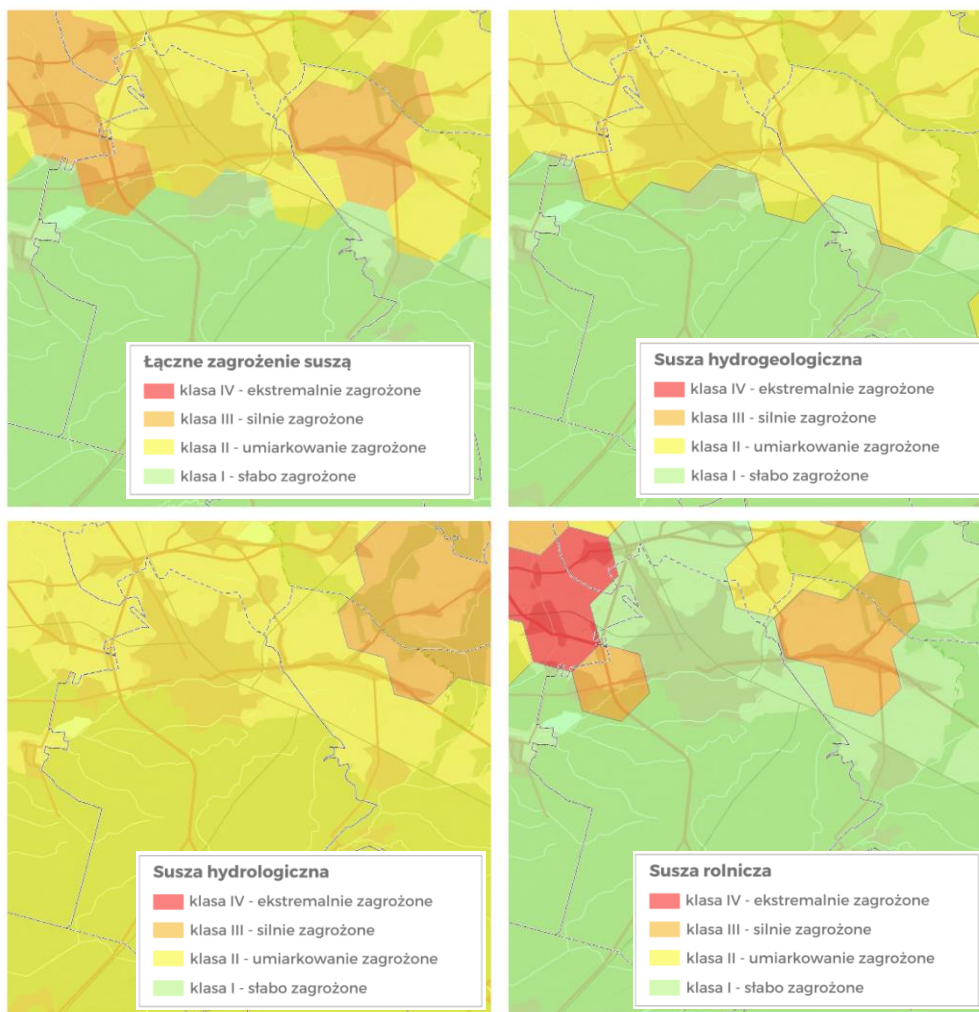 Łączne zagrożenie suszą
klasa IV - ekstremalnie zagrożone
klasa III - silnie zagrożone
klasa II - umiarkowanie zagrożone
klasa I - słabo zagrożone
Susza hydrogeologiczna
klasa IV - ekstremalnie zagrożone
klasa III - silnie zagrożone
klasa II - umiarkowanie zagrożone
klasa I - słabo zagrożone
Susza hydrologiczna
klasa IV - ekstremalnie zagrożone
klasa III - silnie zagrożone
klasa II - umiarkowanie zagrożone
klasa I - słabo zagrożone
Susza rolnicza
klasa IV - ekstremalnie zagrożone
klasa III - silnie zagrożone
klasa II - umiarkowanie zagrożone
klasa I - słabo zagrożone